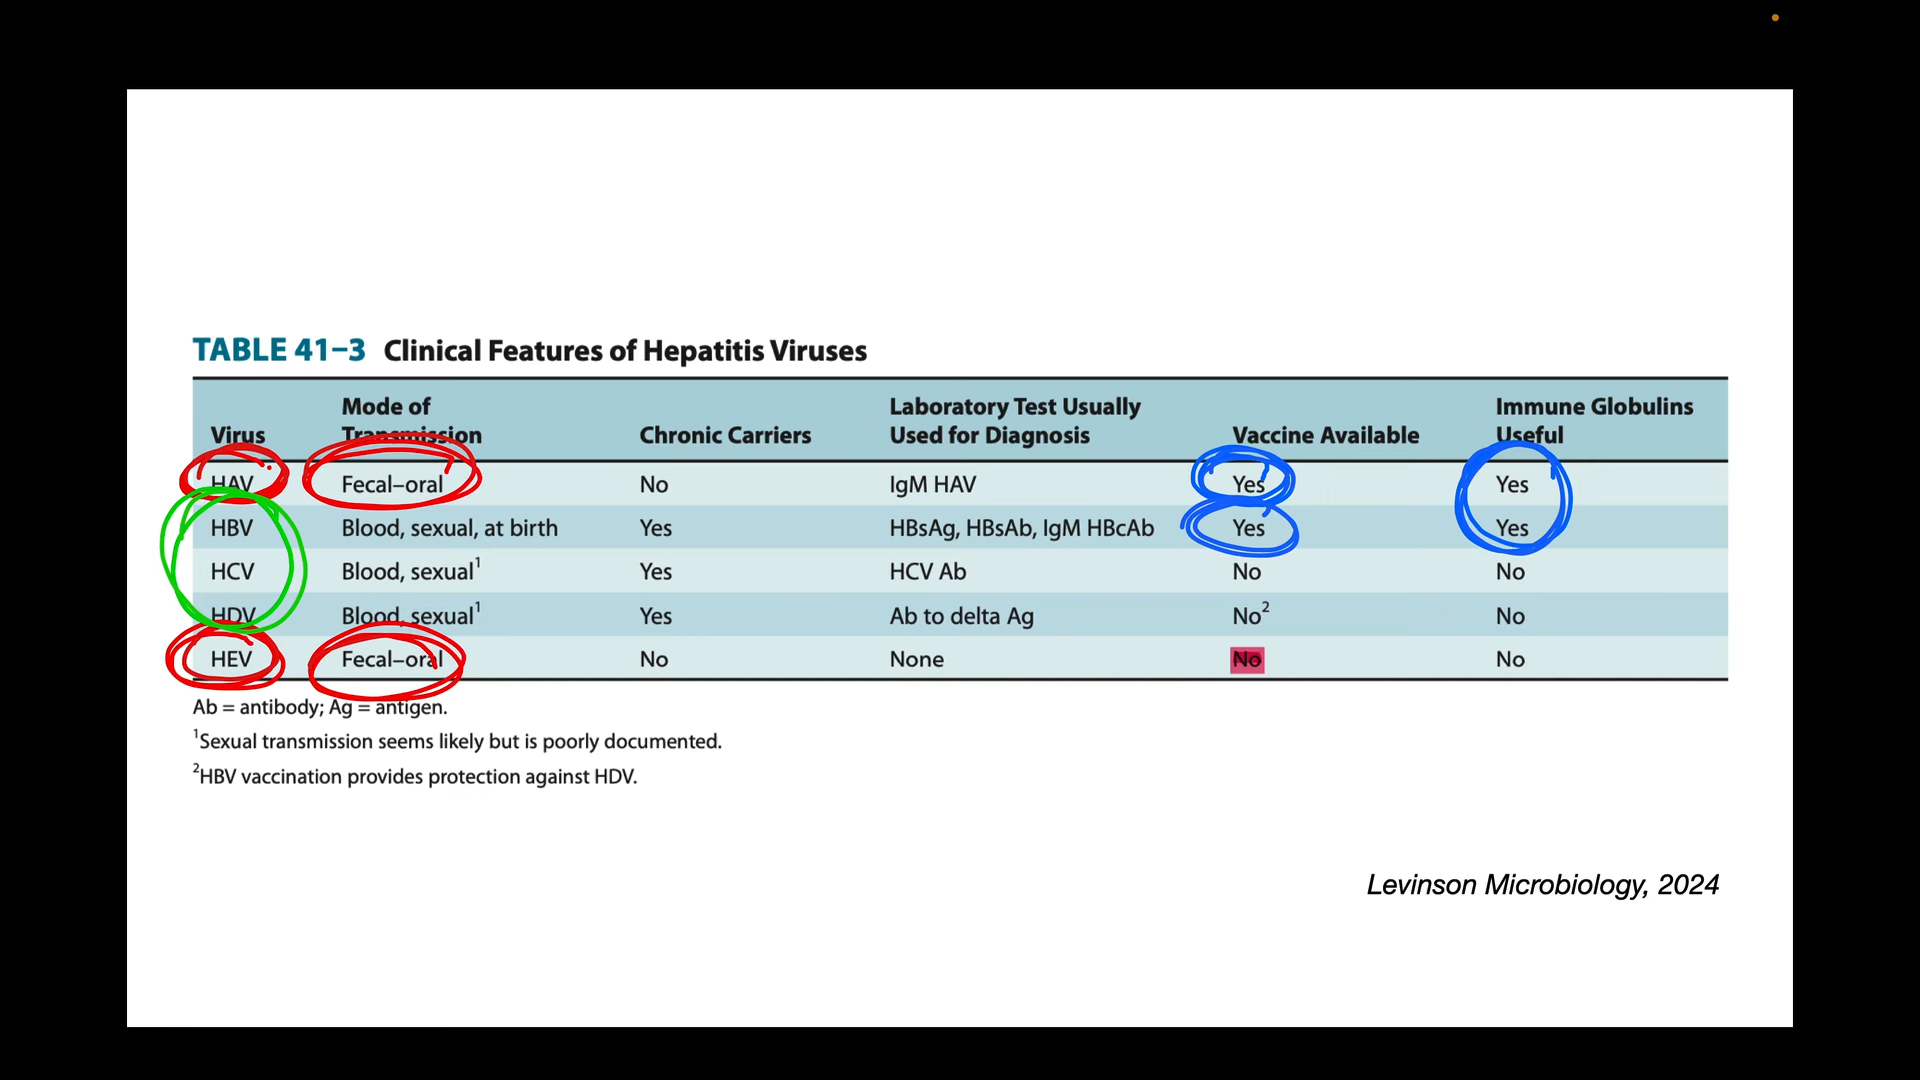 TABLE 41–3 Clinical Features of Hepatitis Viruses
Virus Mode of Transmission Chronic Carriers Laboratory Test Usually Used for Diagnosis Vaccine Available Immune Globulins Useful
HAV Fecal–oral No IgM HAV Yes Yes
HBV Blood, sexual, at birth Yes HBsAg, HBsAb, IgM HBcAb Yes Yes
HCV Blood, sexual¹ Yes HCV Ab No No
HDV Blood, sexual¹ Yes Ab to delta Ag No² No
HEV Fecal–oral No None No No
Ab = antibody; Ag = antigen.
¹Sexual transmission seems likely but is poorly documented.
²HBV vaccination provides protection against HDV.
Levinson Microbiology, 2024